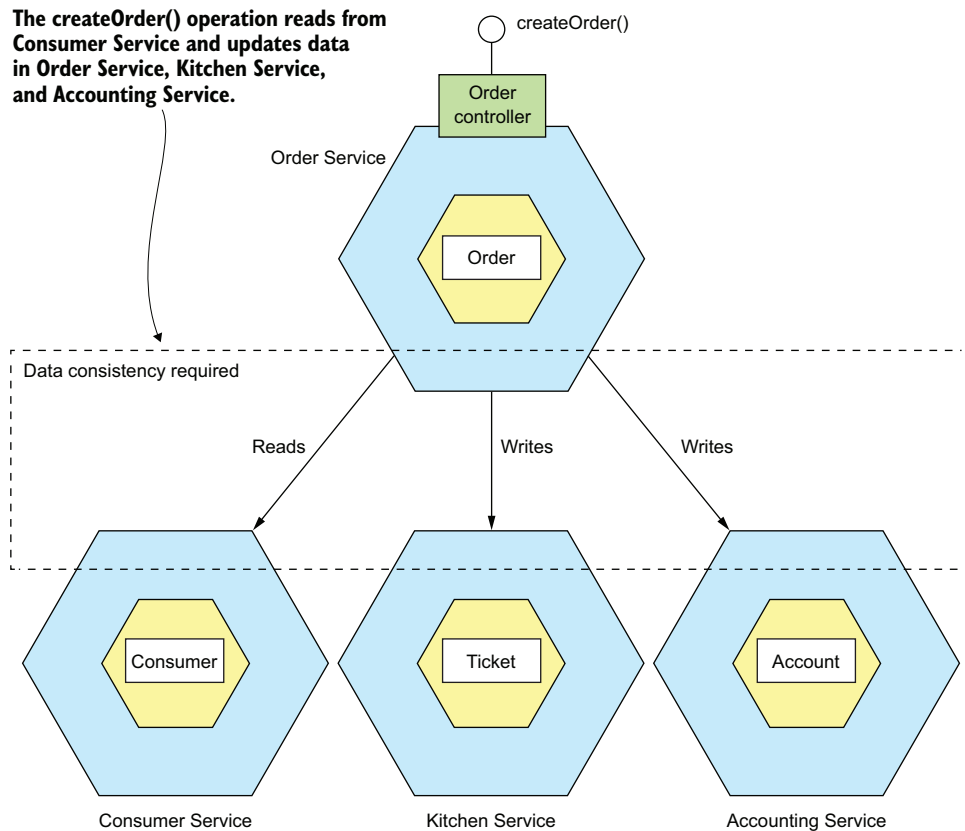 The createOrder() operation reads from
Consumer Service and updates data
in Order Service, Kitchen Service,
and Accounting Service.
createOrder()
Order
controller
Order Service
Order
Data consistency required
Reads
Writes
Writes
Consumer
Ticket
Account
Consumer Service
Kitchen Service
Accounting Service